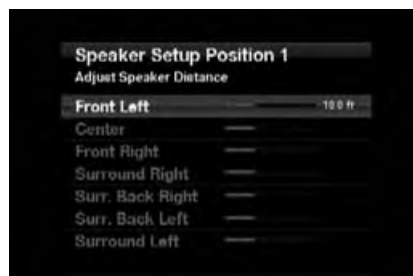 Speaker Setup Position 1
Adjust Speaker Distance
Front Left 10.0 ft
Center
Front Right
Surround Right
Surr. Back Right
Surr. Back Left
Surround Left